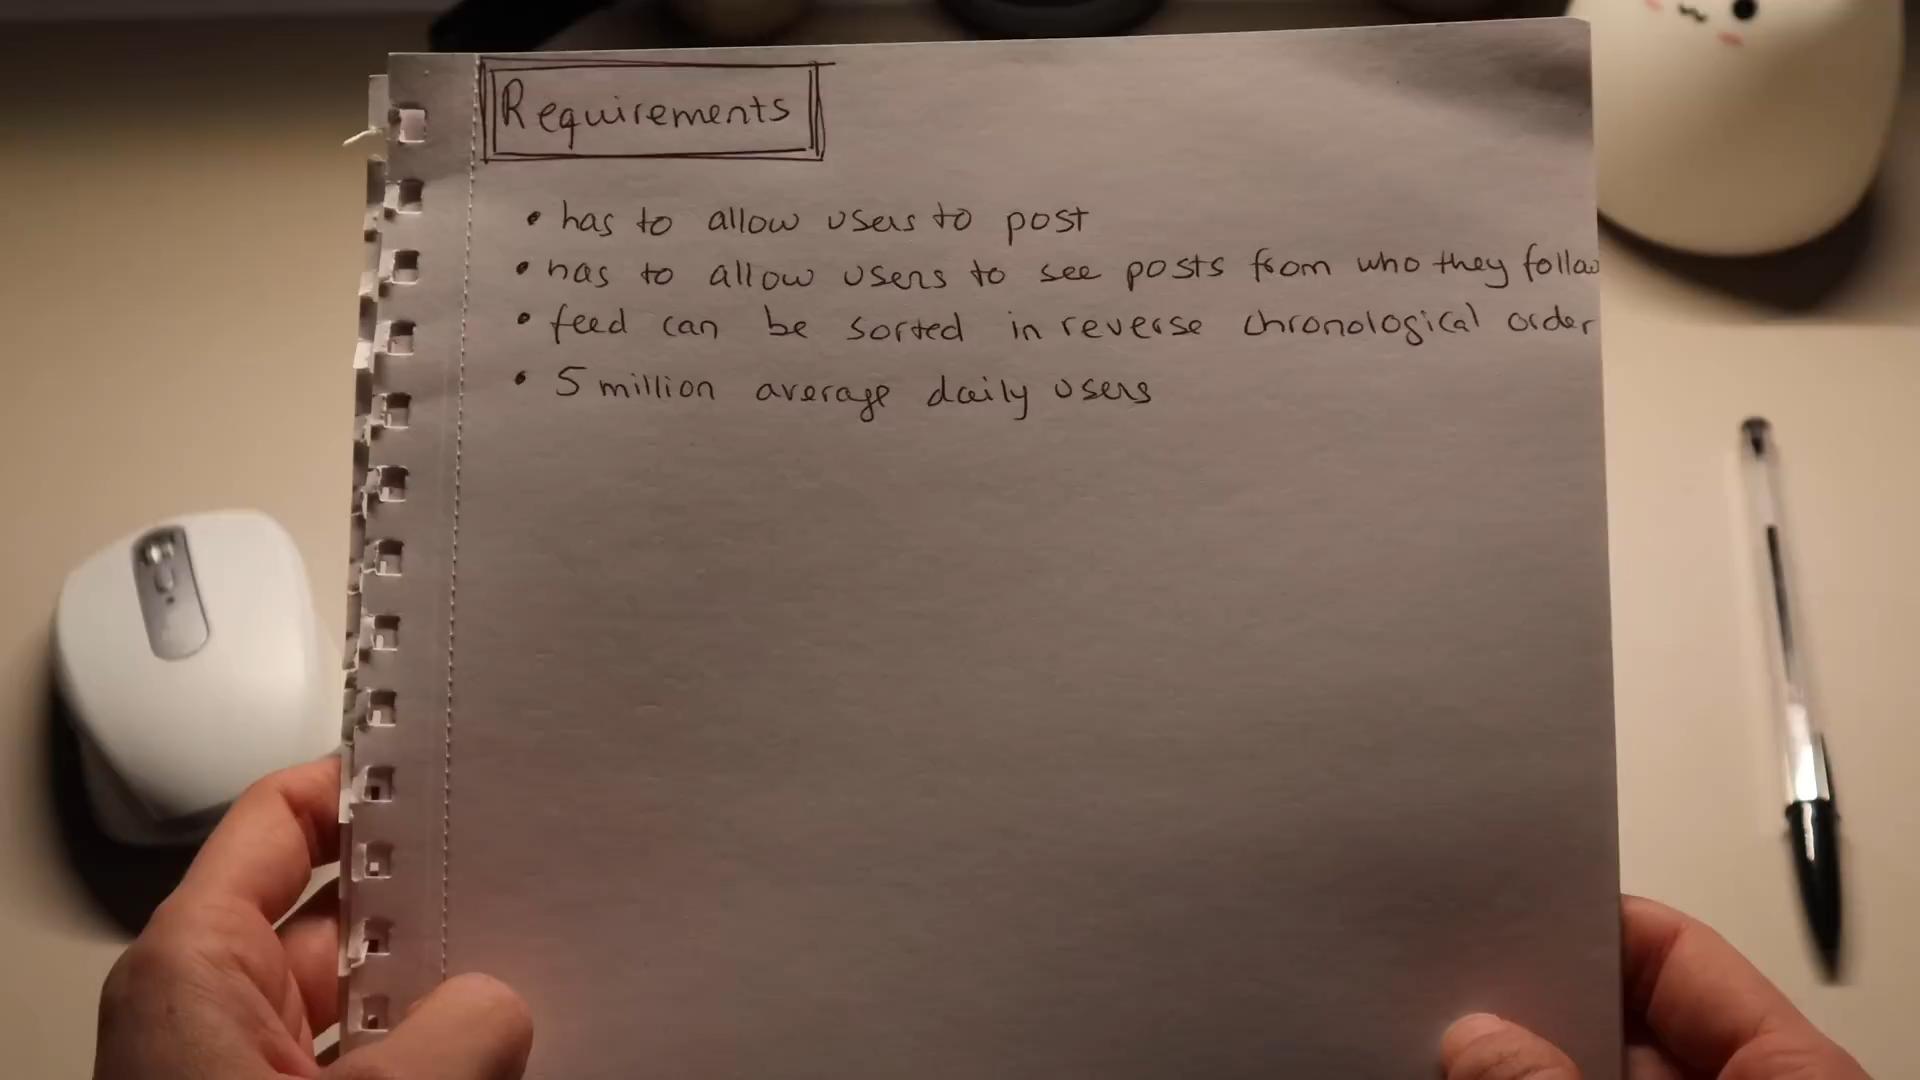 Requirements
• has to allow users to post
• has to allow users to see posts from who they follow
• feed can be sorted in reverse chronological order
• 5 million average daily users